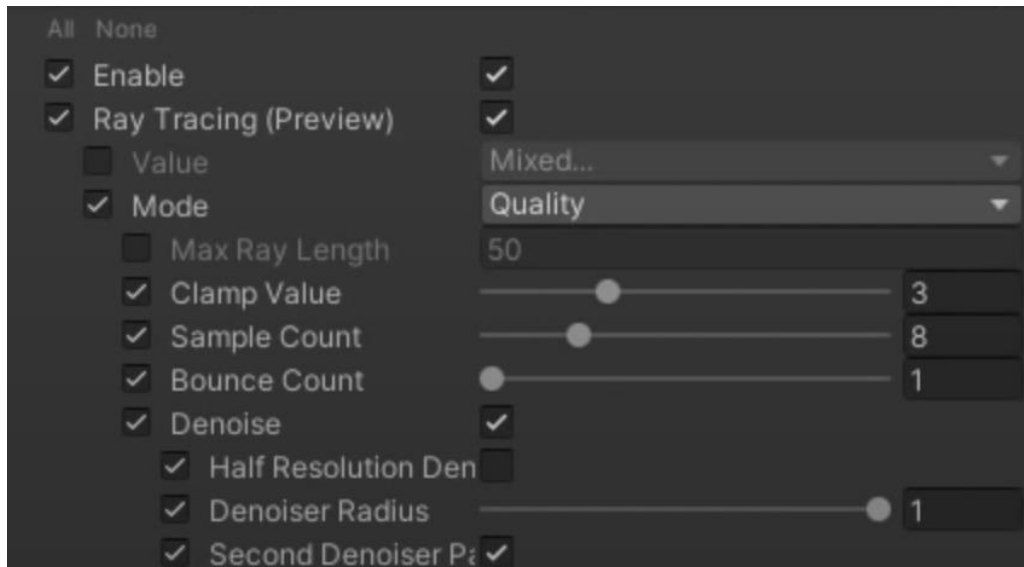 All None
Enable
Ray Tracing (Preview)
Value Mixed...
Mode Quality
Max Ray Length 50
Clamp Value 3
Sample Count 8
Bounce Count 1
Denoise
Half Resolution Den
Denoiser Radius 1
Second Denoiser Pa